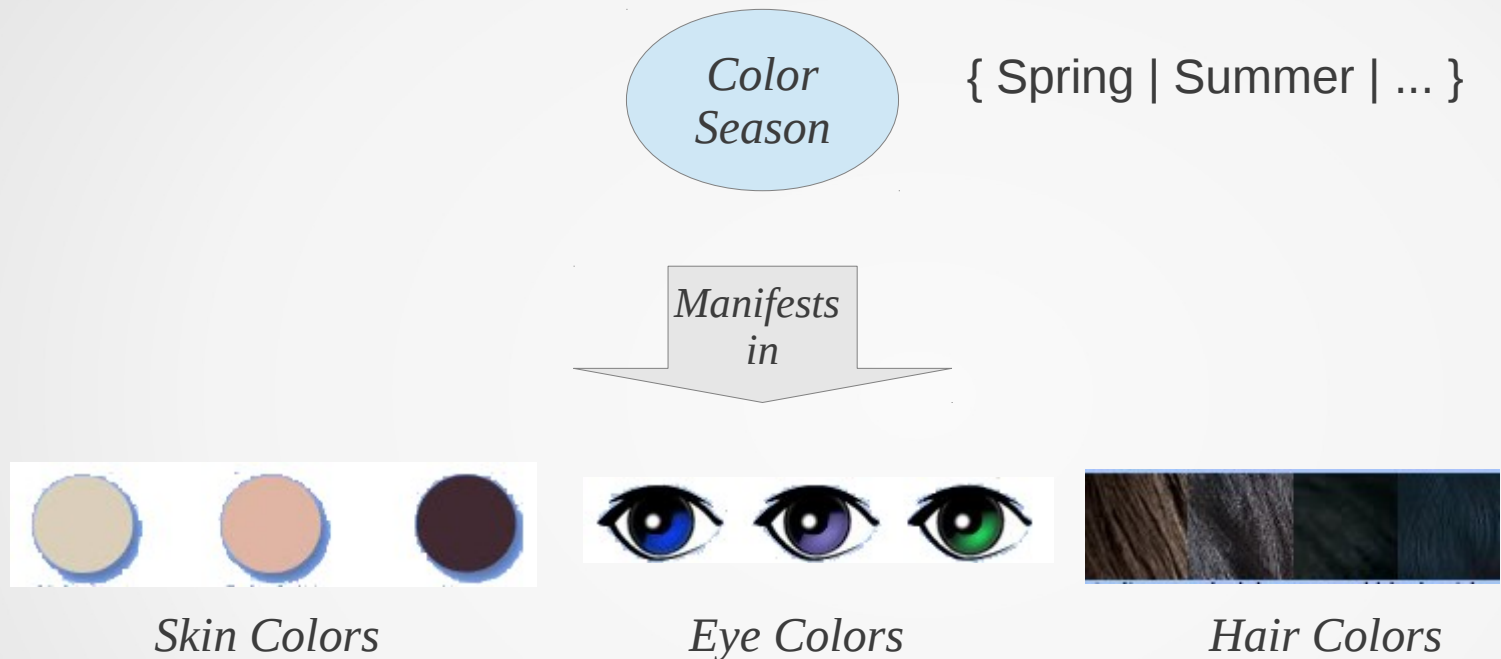 Color
Season
{ Spring | Summer | ... }
Manifests
in
Skin Colors
Eye Colors
Hair Colors